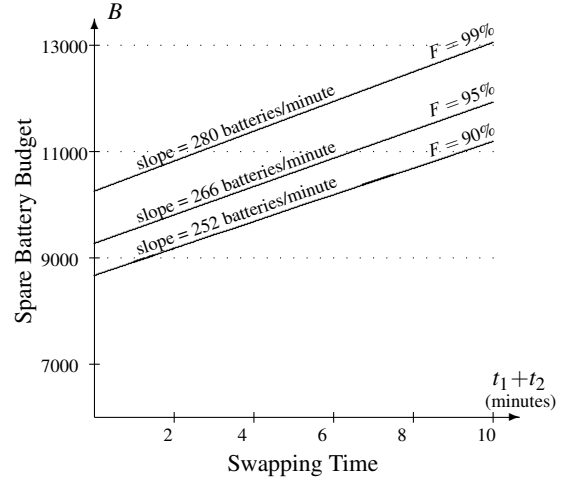 B
13000
11000
9000
7000
Spare Battery Budget
F = 99%
F = 95%
F = 90%
slope = 280 batteries/minute
slope = 266 batteries/minute
slope = 252 batteries/minute
t₁+t₂
(minutes)
2 4 6 8 10
Swapping Time